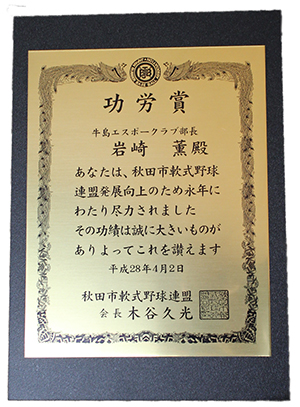 功労賞
牛島エスポークラブ部長
岩崎 薫殿
あなたは、秋田市軟式野球
連盟発展向上のため永年に
わたり尽力されました
その功績は誠に大きいものが
ありよってこれを讃えます
平成28年4月2日
秋田市軟式野球連盟
会長 木谷久光